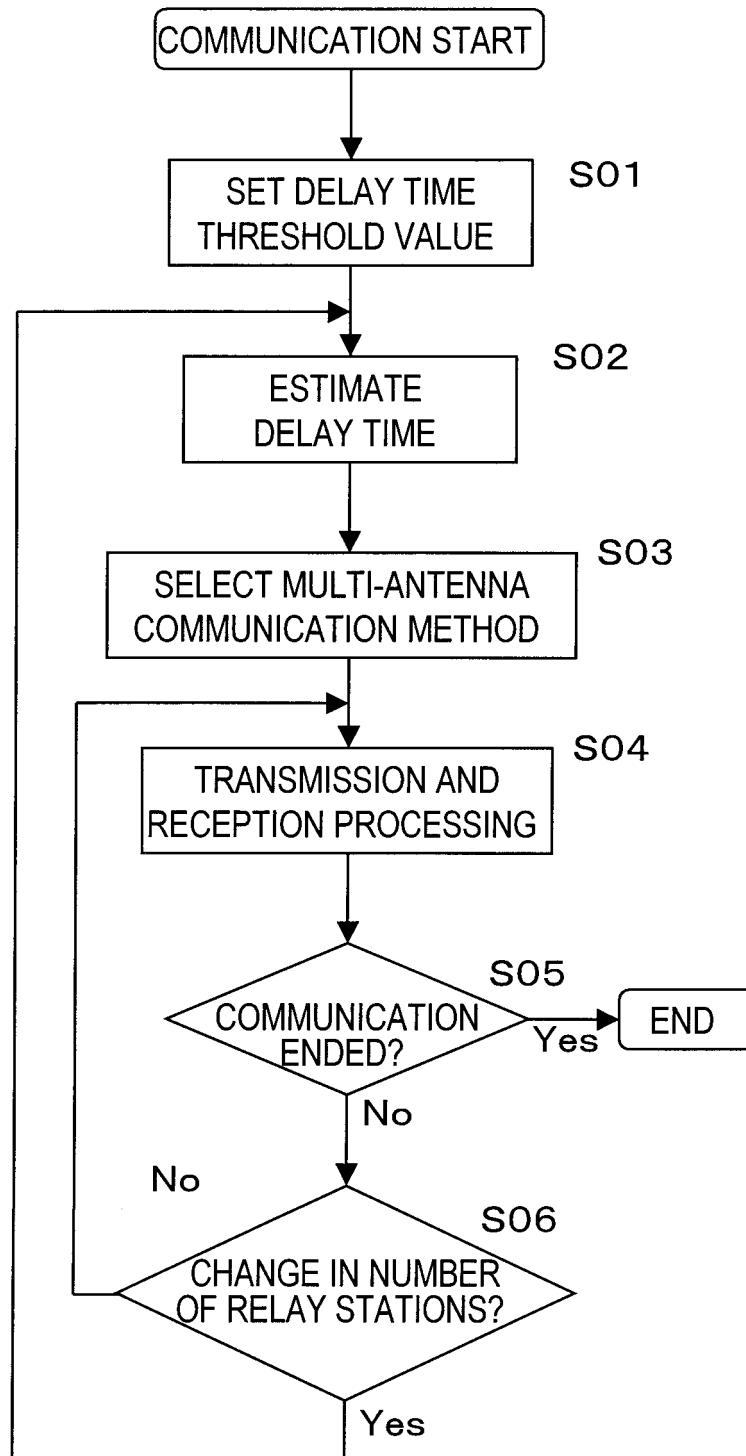 COMMUNICATION START
S01
SET DELAY TIME
THRESHOLD VALUE
S02
ESTIMATE
DELAY TIME
S03
SELECT MULTI-ANTENNA
COMMUNICATION METHOD
S04
TRANSMISSION AND
RECEPTION PROCESSING
S05
COMMUNICATION
ENDED?
Yes
END
No
No
S06
CHANGE IN NUMBER
OF RELAY STATIONS?
Yes